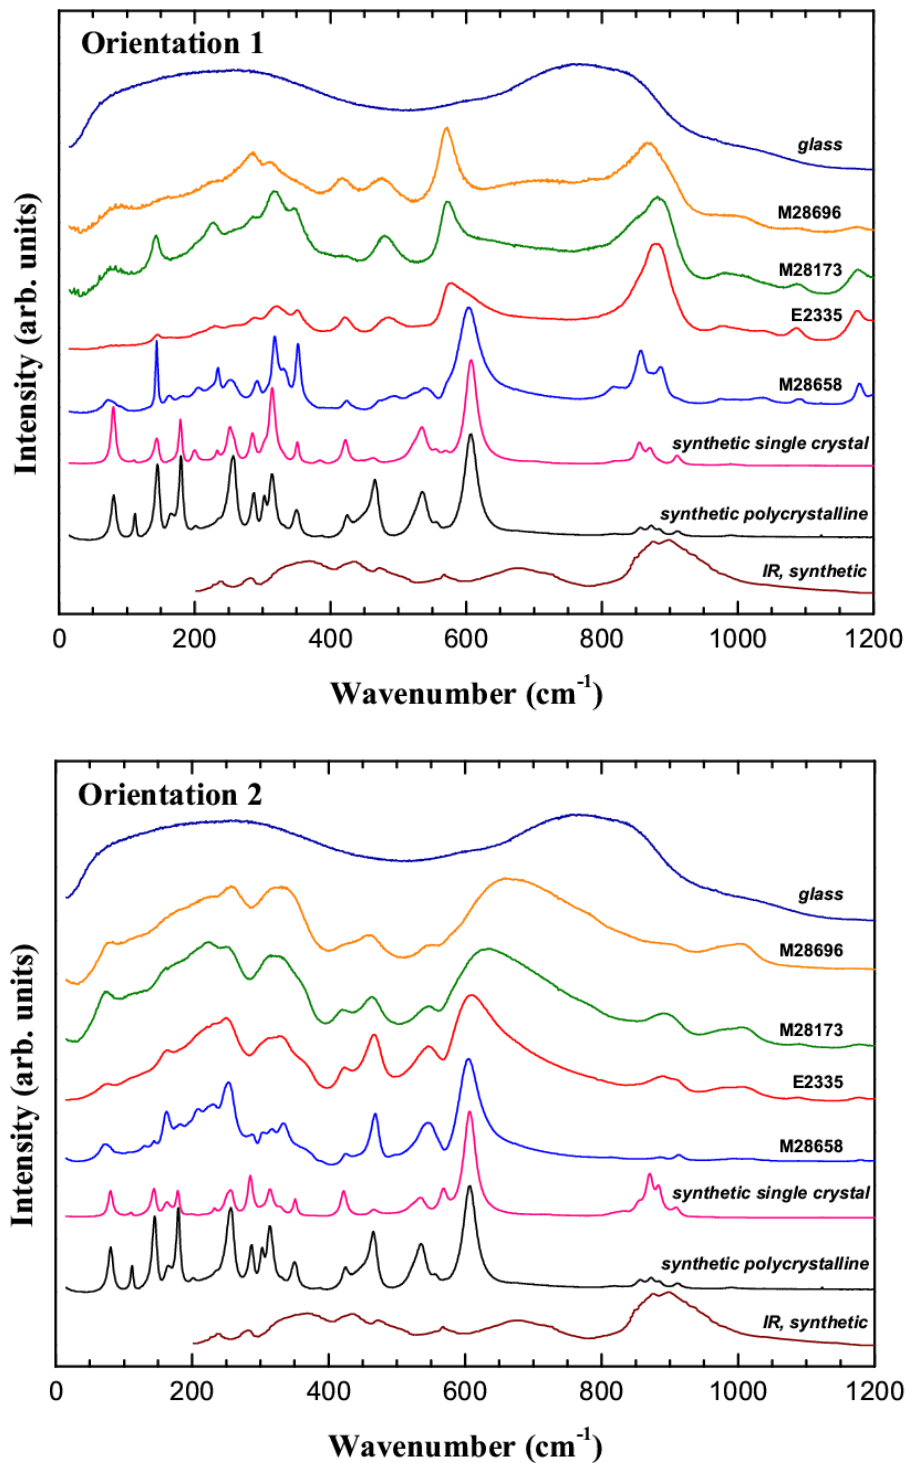 Orientation 1
glass
M28696
M28173
E2335
M28658
synthetic single crystal
synthetic polycrystalline
IR, synthetic
Intensity (arb. units)
0 200 400 600 800 1000 1200
Wavenumber (cm-1)
Orientation 2
glass
M28696
M28173
E2335
M28658
synthetic single crystal
synthetic polycrystalline
IR, synthetic
Intensity (arb. units)
0 200 400 600 800 1000 1200
Wavenumber (cm-1)